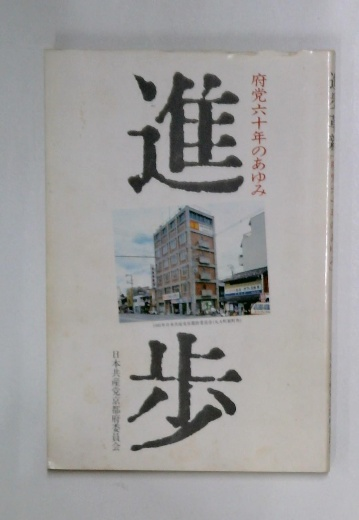 府党六十年のあゆみ
進歩
日本共産党京都府委員会